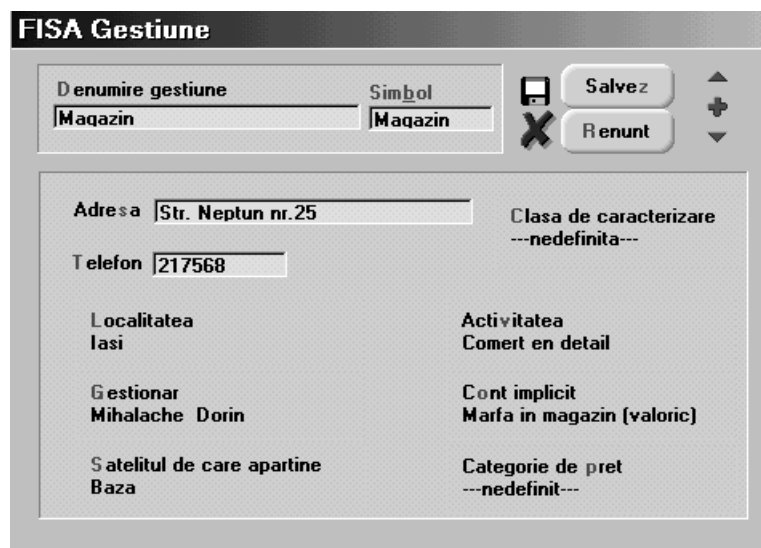 FISA Gestiune
Denumire gestiune
Simbol
Magazin
Magazin
Salvez
Renunt
Adresa Str. Neptun nr.25
Clasa de caracterizare
---nedefinita---
Telefon 217568
Localitatea
Iasi
Activitatea
Comert en detail
Gestionar
Mihalache Dorin
Cont implicit
Marfa in magazin (valoric)
Satelitul de care apartine
Baza
Categorie de pret
---nedefinit---